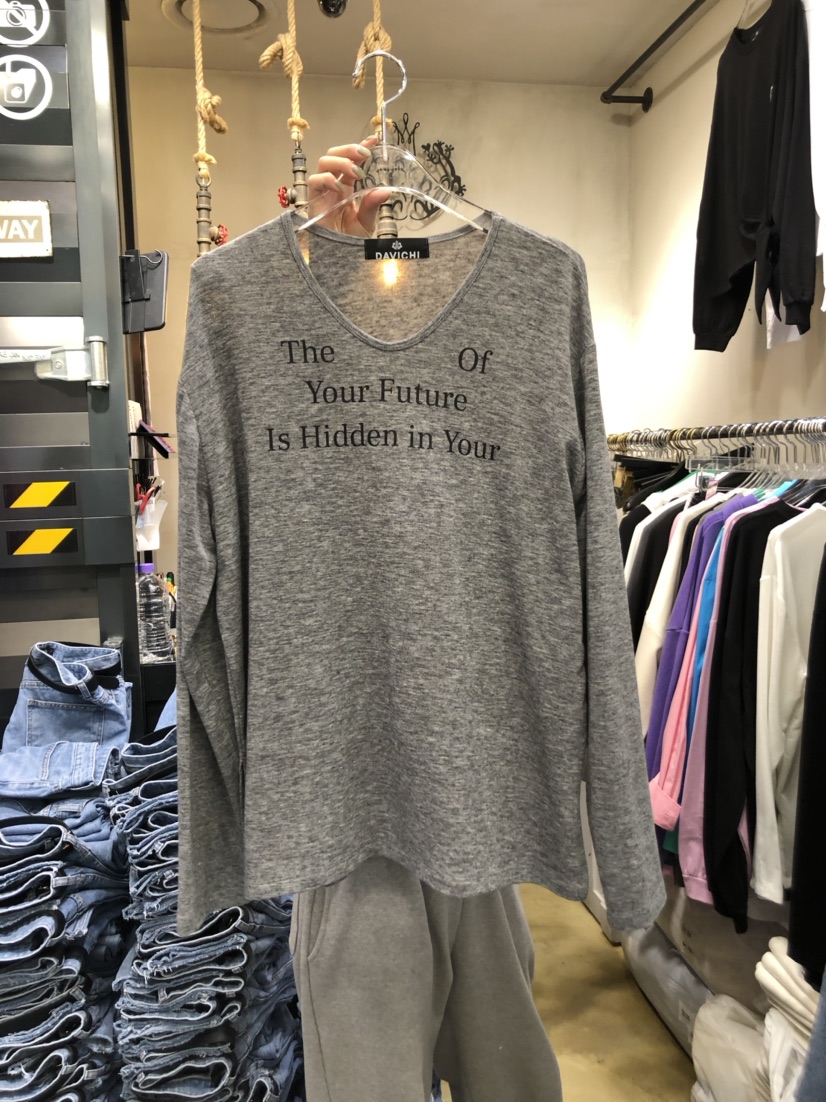 WAY
DAVICHI
The Of
Your Future
Is Hidden in Your